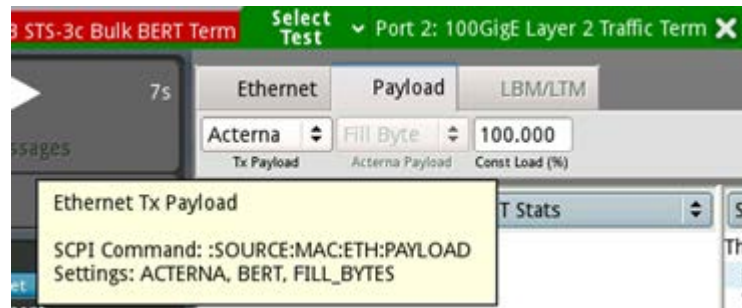 STS-3c Bulk BERT Term
Select Test
Port 2: 100GigE Layer 2 Traffic Term
7s
Ethernet
Payload
LBM/LTM
Acterna
Fill Byte
100.000
Tx Payload
Acterna Payload
Const Load (%)
Ethernet Tx Payload
SCPI Command: :SOURCE:MAC:ETH:PAYLOAD
Settings: ACTERNA, BERT, FILL_BYTES
T Stats